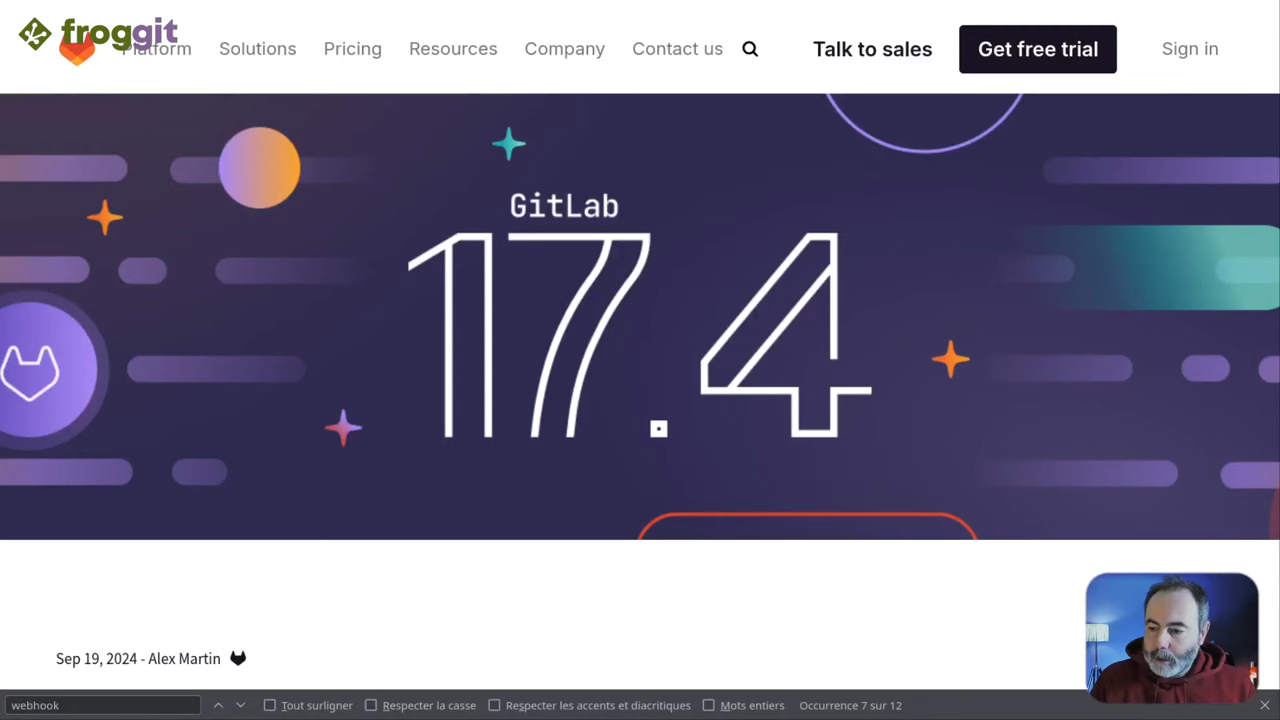 froggit
Platform Solutions Pricing Resources Company Contact us Talk to sales Get free trial Sign in
GitLab
17.4
Sep 19, 2024 - Alex Martin
webhook Tout surligner Respecter la casse Respecter les accents et diacritiques Mots entiers Occurrence 7 sur 12